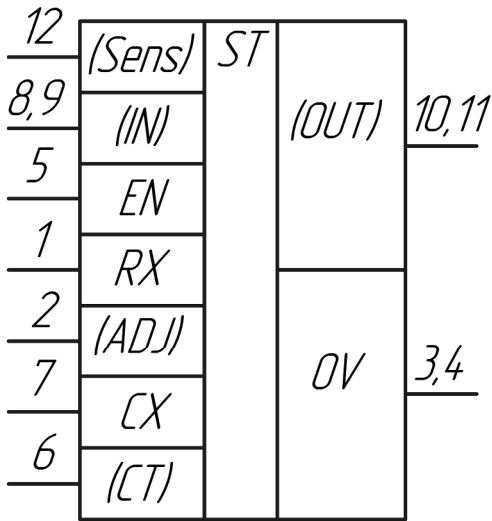 12 (Sens) ST
8,9 (IN) (OUT) 10,11
5 EN
1 RX
2 (ADJ)
7 CX 0V 3,4
6 (CT)